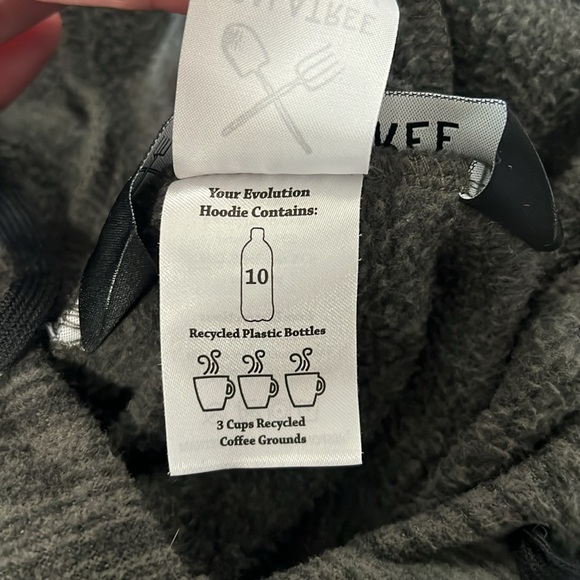 Your Evolution
Hoodie Contains:
10
Recycled Plastic Bottles
3 Cups Recycled
Coffee Grounds